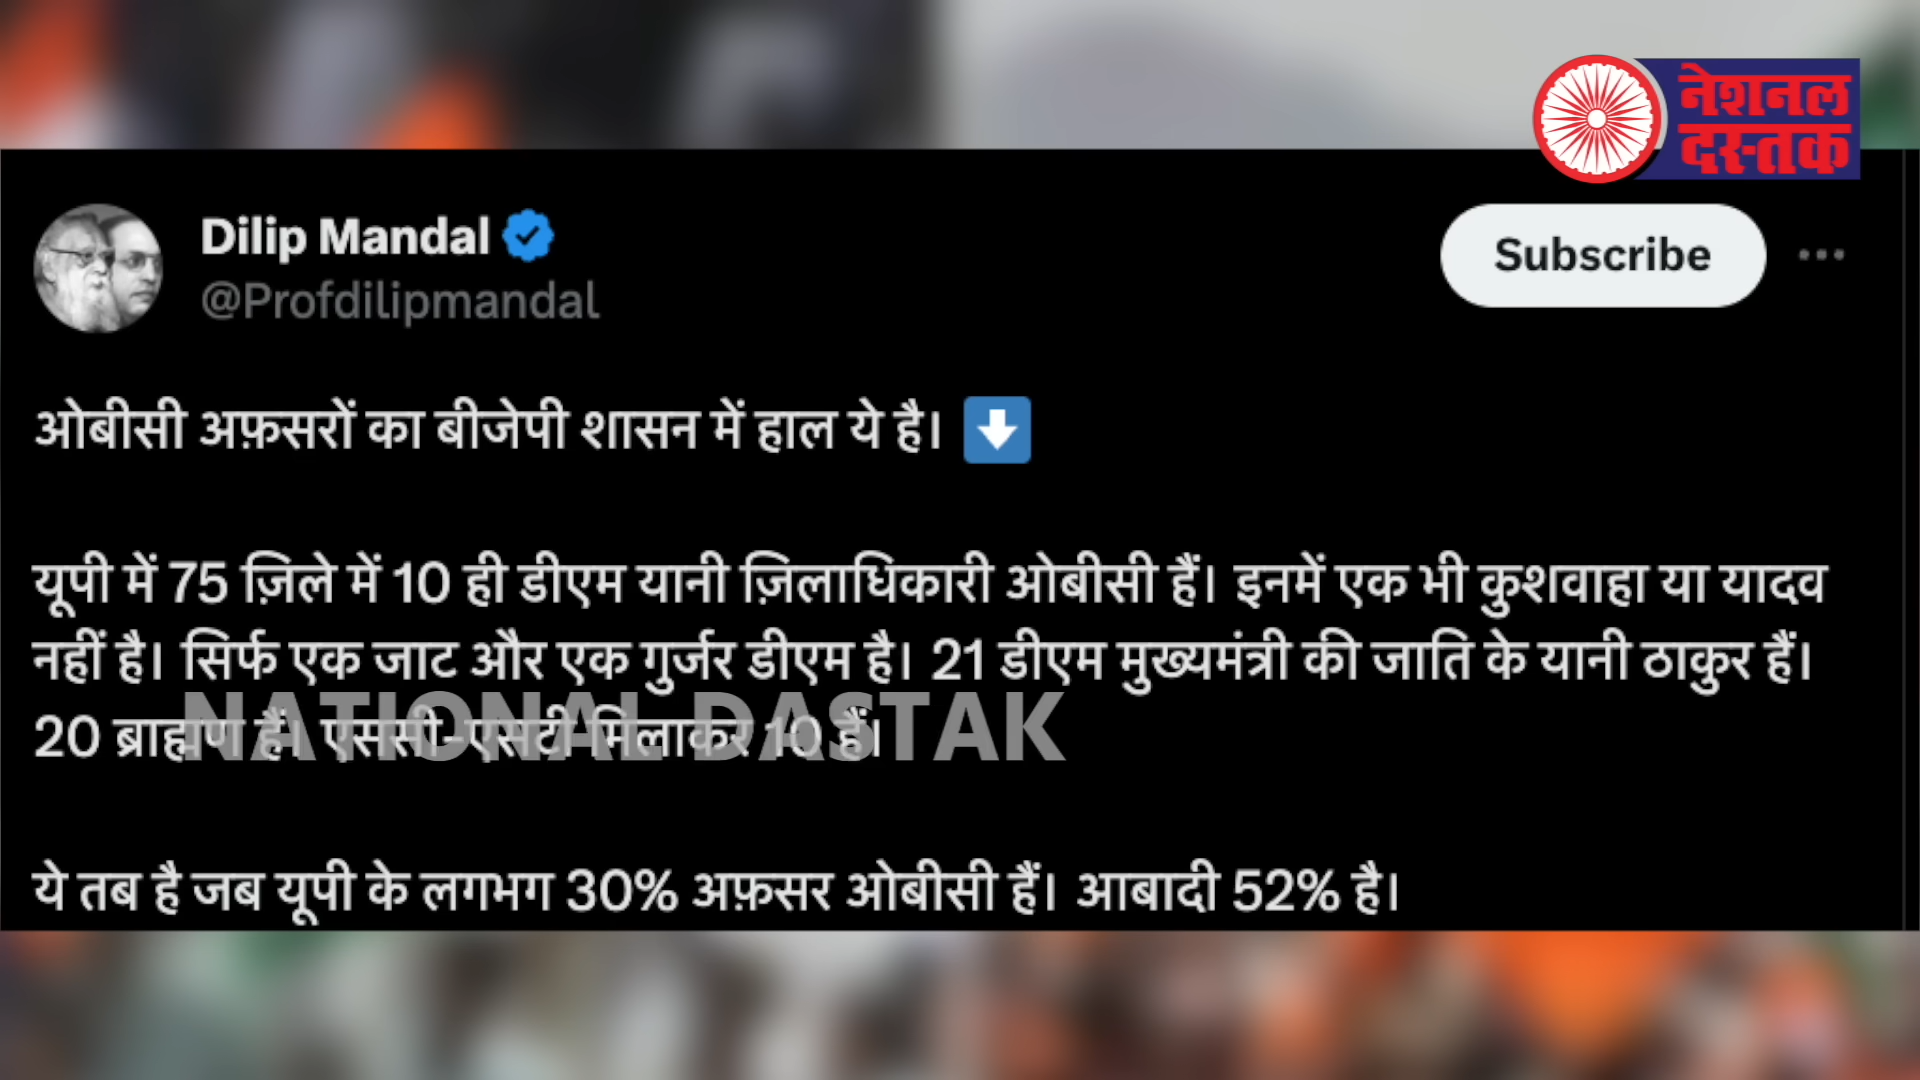 नेशनल
दस्तक
Dilip Mandal
@Profdilipmandal
Subscribe
ओबीसी अफ़सरों का बीजेपी शासन में हाल ये है।
यूपी में 75 ज़िले में 10 ही डीएम यानी ज़िलाधिकारी ओबीसी हैं। इनमें एक भी कुशवाहा या यादव
नहीं है। सिर्फ एक जाट और एक गुर्जर डीएम है। 21 डीएम मुख्यमंत्री की जाति के यानी ठाकुर हैं।
20 ब्राह्मण हैं। एससी-एसटी मिलाकर 10 हैं।
NATIONAL DASTAK
ये तब है जब यूपी के लगभग 30% अफ़सर ओबीसी हैं। आबादी 52% है।